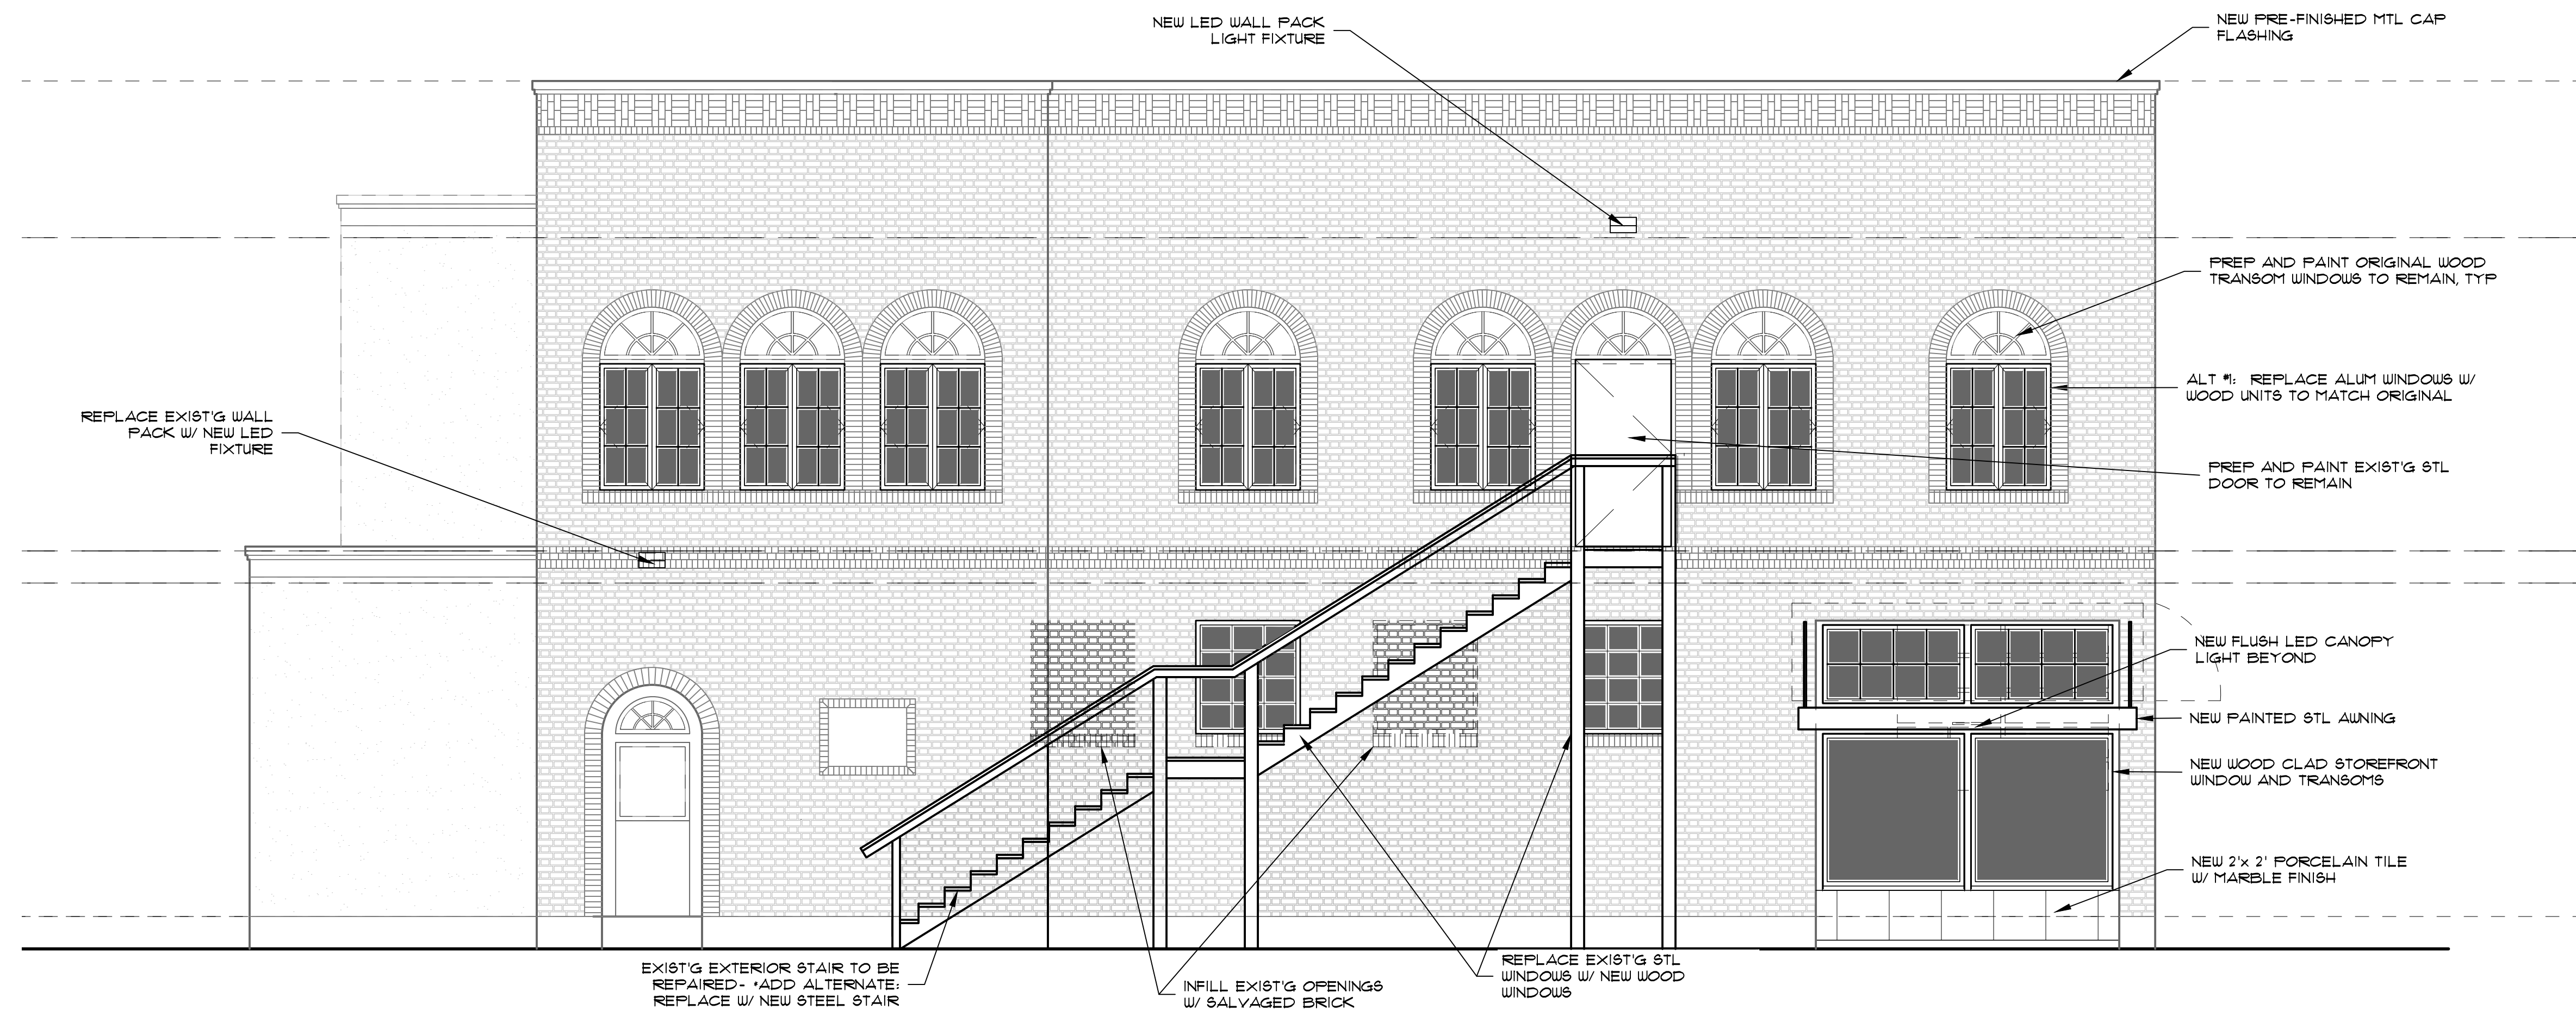 NEW LED WALL PACK
LIGHT FIXTURE
NEW PRE-FINISHED MTL CAP
FLASHING
PREP AND PAINT ORIGINAL WOOD
TRANSOM WINDOWS TO REMAIN, TYP
ALT #1: REPLACE ALUM WINDOWS W/
WOOD UNITS TO MATCH ORIGINAL
REPLACE EXIST'G WALL
PACK W/ NEW LED
FIXTURE
PREP AND PAINT EXIST'G STL
DOOR TO REMAIN
NEW FLUSH LED CANOPY
LIGHT BEYOND
NEW PAINTED STL AWNING
NEW WOOD CLAD STOREFRONT
WINDOW AND TRANSOMS
NEW 2'x 2' PORCELAIN TILE
W/ MARBLE FINISH
EXIST'G EXTERIOR STAIR TO BE
REPAIRED- *ADD ALTERNATE:
REPLACE W/ NEW STEEL STAIR
INFILL EXIST'G OPENINGS
W/ SALVAGED BRICK
REPLACE EXIST'G STL
WINDOWS W/ NEW WOOD
WINDOWS